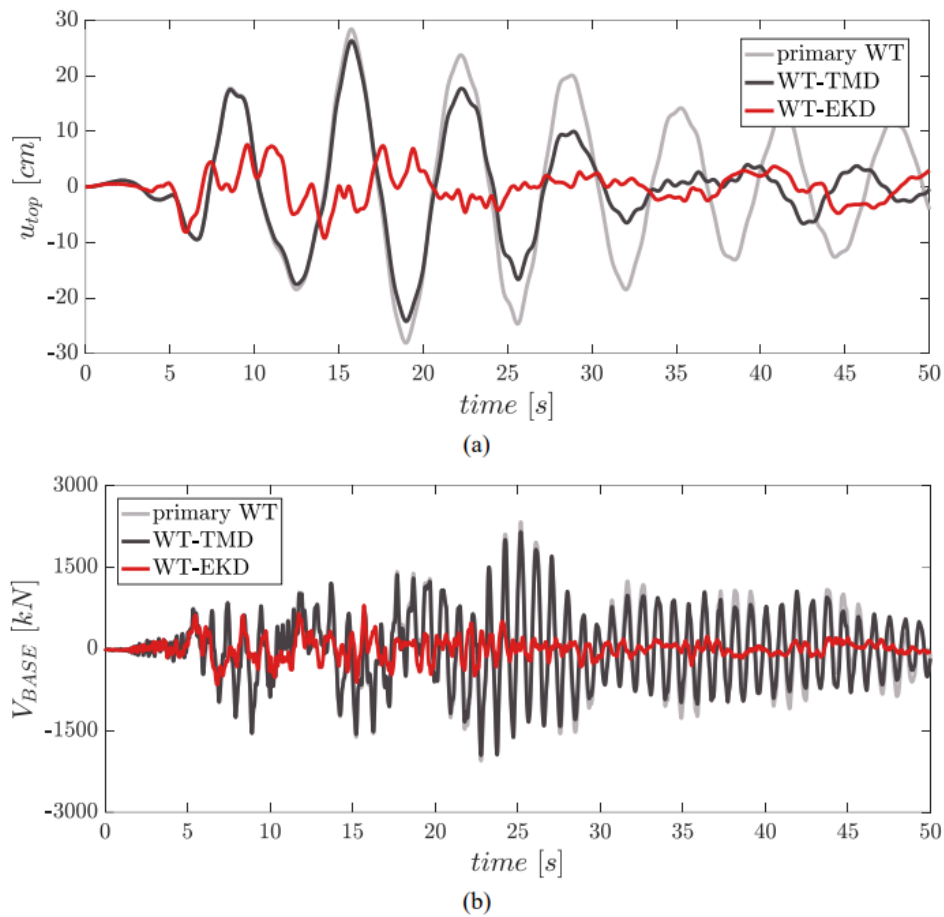 30
20
10
0
-10
-20
-30
u_top [cm]
primary WT
WT-TMD
WT-EKD
0 5 10 15 20 25 30 35 40 45 50
time [s]
(a)
3000
1500
0
-1500
-3000
V_BASE [kN]
primary WT
WT-TMD
WT-EKD
0 5 10 15 20 25 30 35 40 45 50
time [s]
(b)